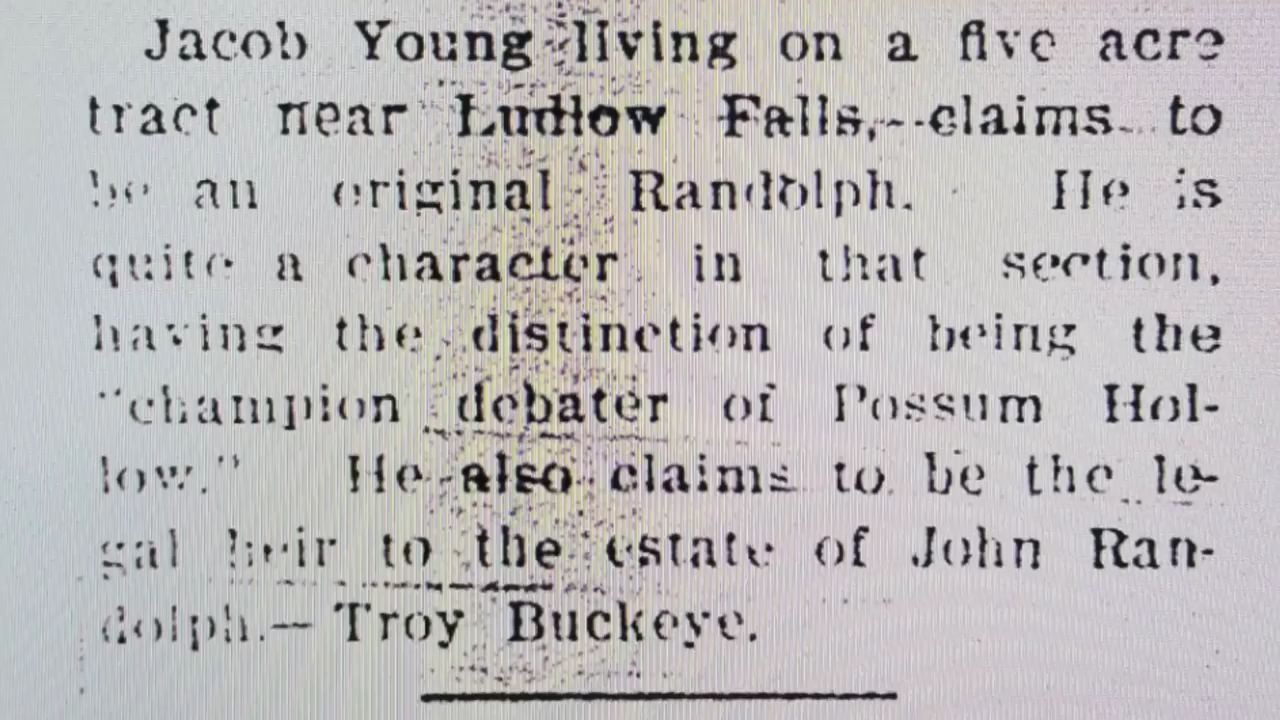 Jacob Young living on a five acre
tract near Ludlow Falls, claims to
be an original Randolph. He is
quite a character in that section,
having the distinction of being the
"champion debater of Possum Hol-
low." He also claims to be the le-
gal heir to the estate of John Ran-
dolph.—Troy Buckeye.